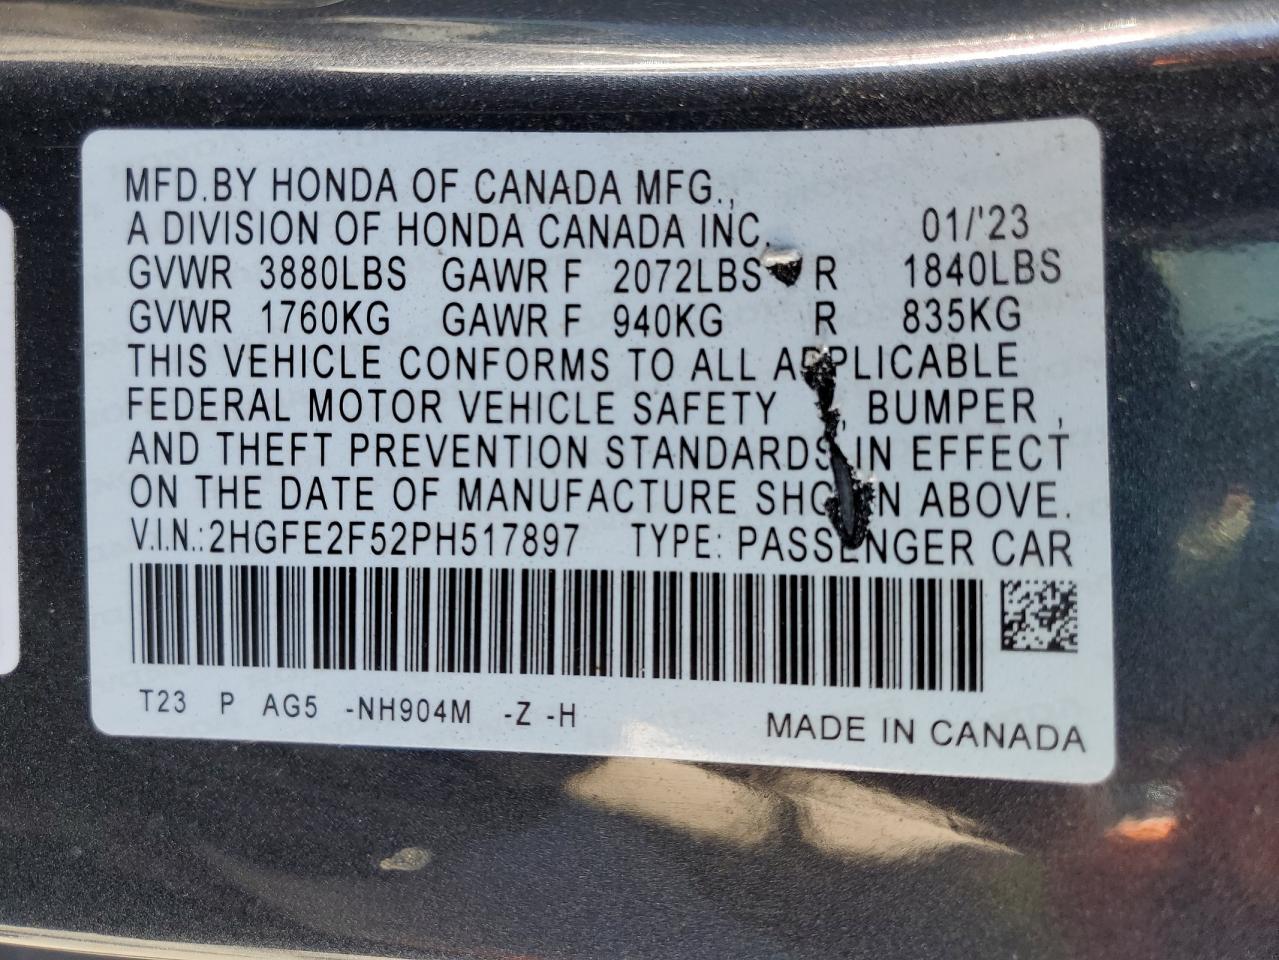 MFD.BY HONDA OF CANADA MFG.,
A DIVISION OF HONDA CANADA INC. 01/'23
GVWR 3880LBS GAWR F 2072LBS R 1840LBS
GVWR 1760KG GAWR F 940KG R 835KG
THIS VEHICLE CONFORMS TO ALL APPLICABLE
FEDERAL MOTOR VEHICLE SAFETY , BUMPER ,
AND THEFT PREVENTION STANDARDS IN EFFECT
ON THE DATE OF MANUFACTURE SHOWN ABOVE.
V.I.N.:2HGFE2F52PH517897 TYPE: PASSENGER CAR
T23 P AG5 -NH904M -Z -H
MADE IN CANADA